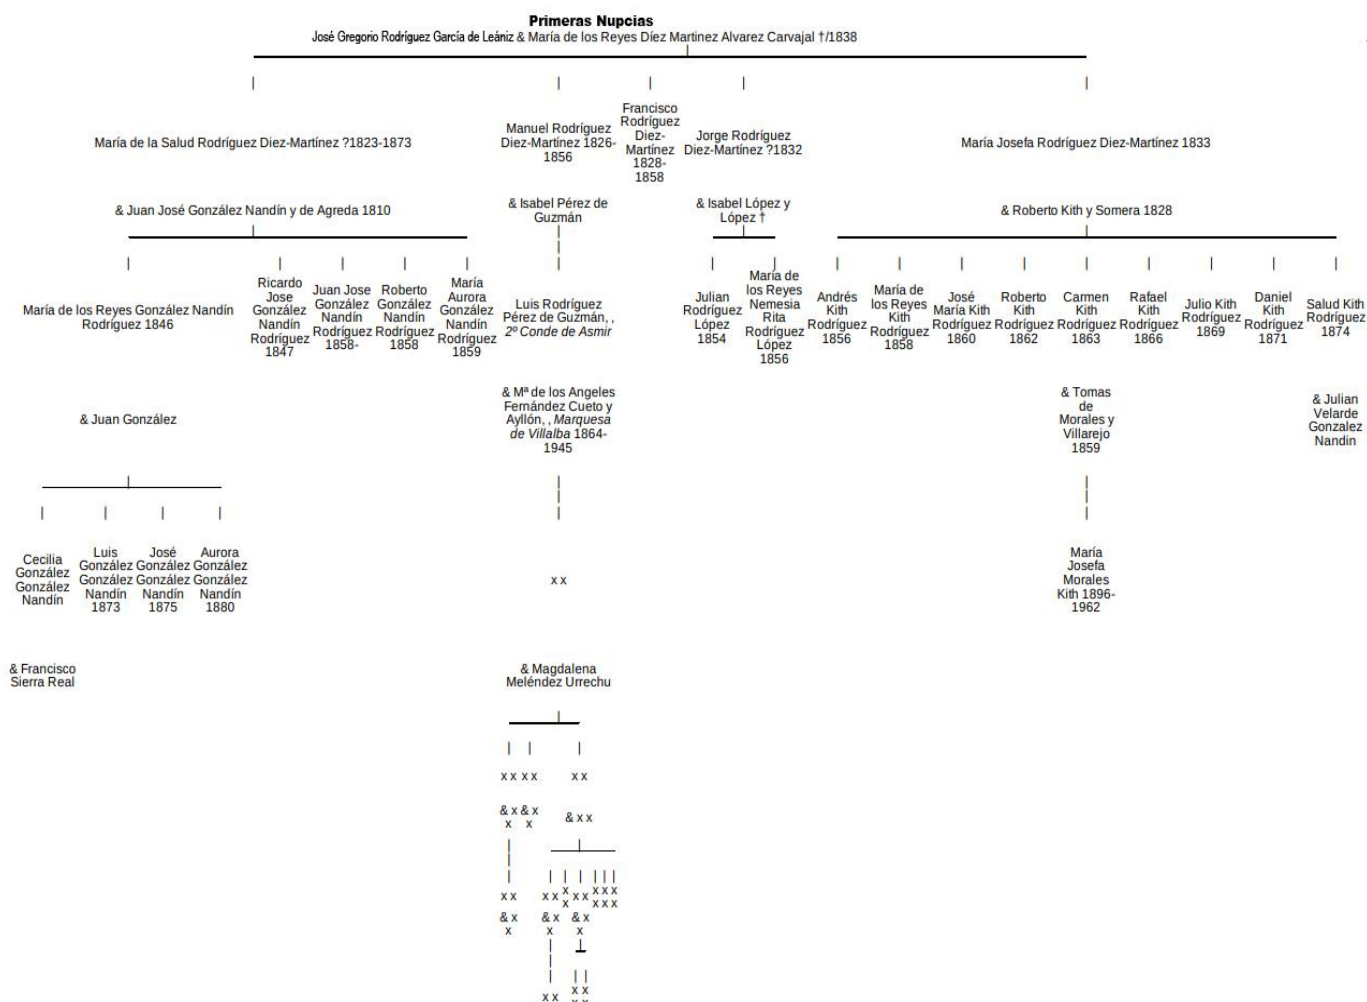 Primeras Nupcias
José Gregorio Rodríguez García de Leániz & María de los Reyes Díez Martinez Alvarez Carvajal †/1838
María de la Salud Rodríguez Diez-Martínez ?1823-1873
Manuel Rodríguez
Diez-Martínez 1826-
1856
Francisco
Rodríguez
Diez-
Martínez
1828-
1858
Jorge Rodríguez
Diez-Martínez ?1832
María Josefa Rodríguez Diez-Martínez 1833
& Juan José González Nandín y de Agreda 1810
& Isabel Pérez de
Guzmán
& Isabel López y
López †
& Roberto Kith y Somera 1828
María de los Reyes González Nandín
Rodríguez 1846
Ricardo
Jose
González
Nandín
Rodríguez
1847
Juan Jose
González
Nandín
Rodríguez
1858-
Roberto
González
Nandín
Rodríguez
1858
María
Aurora
González
Nandín
Rodríguez
1859
Luis Rodríguez
Pérez de Guzmán, ,
2º Conde de Asmir
Julian
Rodríguez
López
1854
María de
los Reyes
Nemesia
Rita
Rodríguez
López
1856
Andrés
Kith
Rodríguez
1856
María de
los Reyes
Kith
Rodríguez
1858
José
María Kith
Rodríguez
1860
Roberto
Kith
Rodríguez
1862
Carmen
Kith
Rodríguez
1863
Rafael
Kith
Rodríguez
1866
Julio Kith
Rodríguez
1869
Daniel
Kith
Rodríguez
1871
Salud Kith
Rodríguez
1874
& Juan González
& Mª de los Angeles
Fernández Cueto y
Ayllón, , Marquesa
de Villalba 1864-
1945
& Tomas
de
Morales y
Villarejo
1859
& Julian
Velarde
Gonzalez
Nandin
Cecilia
González
González
Nandín
Luis
González
González
Nandín
1873
José
González
González
Nandín
1875
Aurora
González
González
Nandín
1880
x x
María
Josefa
Morales
Kith 1896-
1962
& Francisco
Sierra Real
& Magdalena
Meléndez Urrechu
x x x x x x
& x & x
x x
& x x
x x
x x
x
x
x x
x x x
x x x
& x
x
& x
x
& x
x
x x
x x
x x